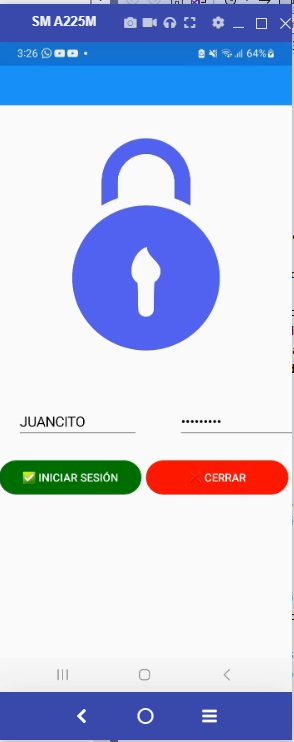 SM A225M
3:26 64%
JUANCITO •••••••••
✅ INICIAR SESIÓN ❌ CERRAR